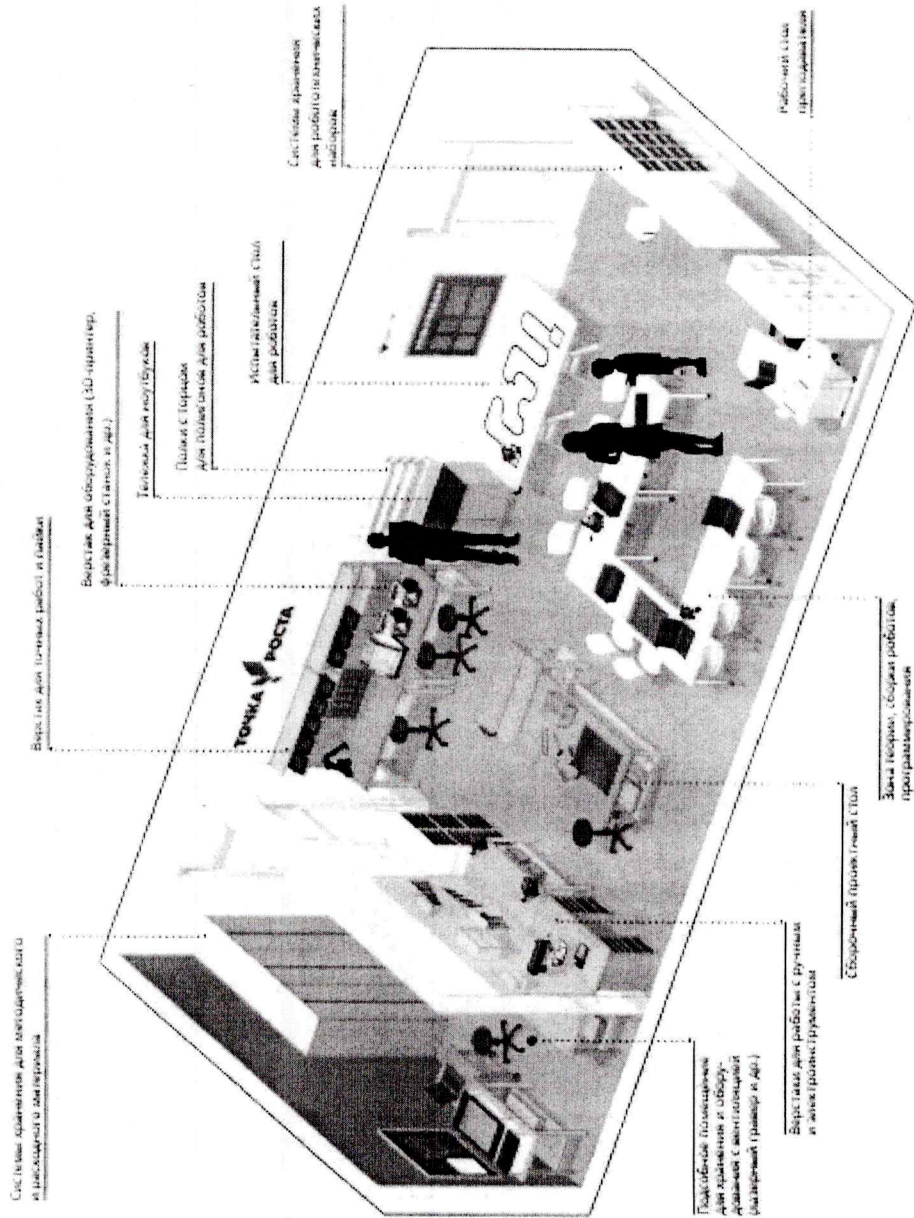 Системы хранения для методического
и расходного материала
Верстак для точных работ и пайки
Верстак для оборудования (3D-принтер,
фрезерный станок и др.)
Тележка для ноутбуков
Полки с торцом
для полигонов для роботов
Испытательный стол
для роботов
Системы хранения
для робототехнических
наборов
ТОЧКА РОСТА
Подсобное помещение
для хранения и обору-
дования с вентиляцией
(лазерный гравер и др.)
Верстаки для работы с ручным
и электроинструментом
Сборочный проектный стол
Зона теории, сборки роботов,
программирования
Рабочий стол
преподавателя